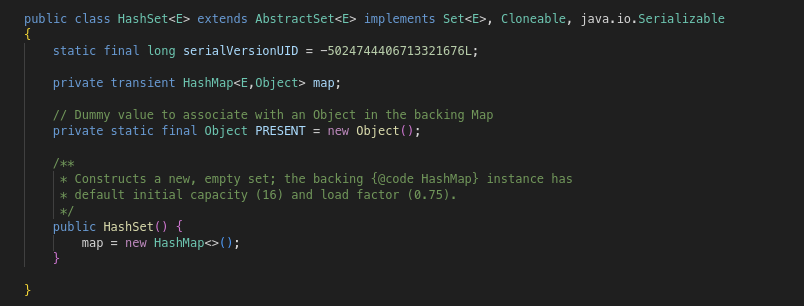 public class HashSet<E> extends AbstractSet<E> implements Set<E>, Cloneable, java.io.Serializable
{
    static final long serialVersionUID = -5024744406713321676L;

    private transient HashMap<E,Object> map;

    // Dummy value to associate with an Object in the backing Map
    private static final Object PRESENT = new Object();

    /**
     * Constructs a new, empty set; the backing {@code HashMap} instance has
     * default initial capacity (16) and load factor (0.75).
     */
    public HashSet() {
        map = new HashMap<>();
    }

}